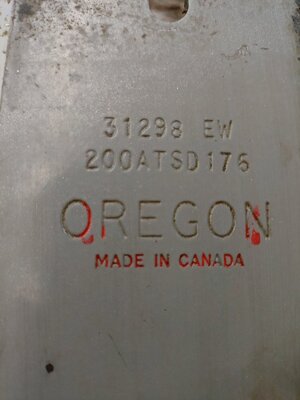 31298 EW
200ATSD176
OREGON
MADE IN CANADA